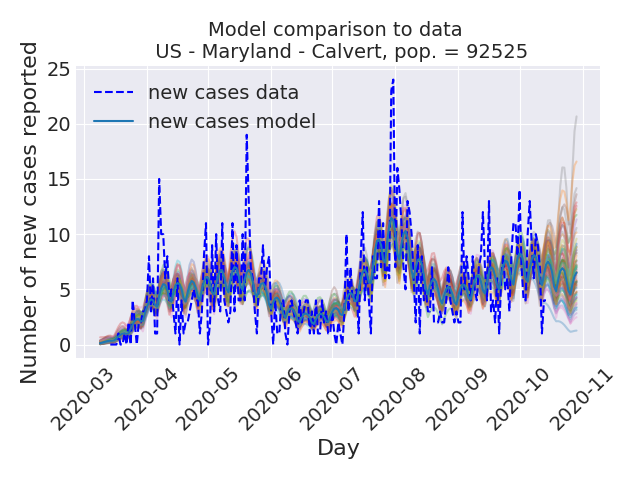 Model comparison to data
US - Maryland - Calvert, pop. = 92525
Number of new cases reported
25
20
15
10
5
0
new cases data
new cases model
2020-03
2020-04
2020-05
2020-06
2020-07
2020-08
2020-09
2020-10
2020-11
Day